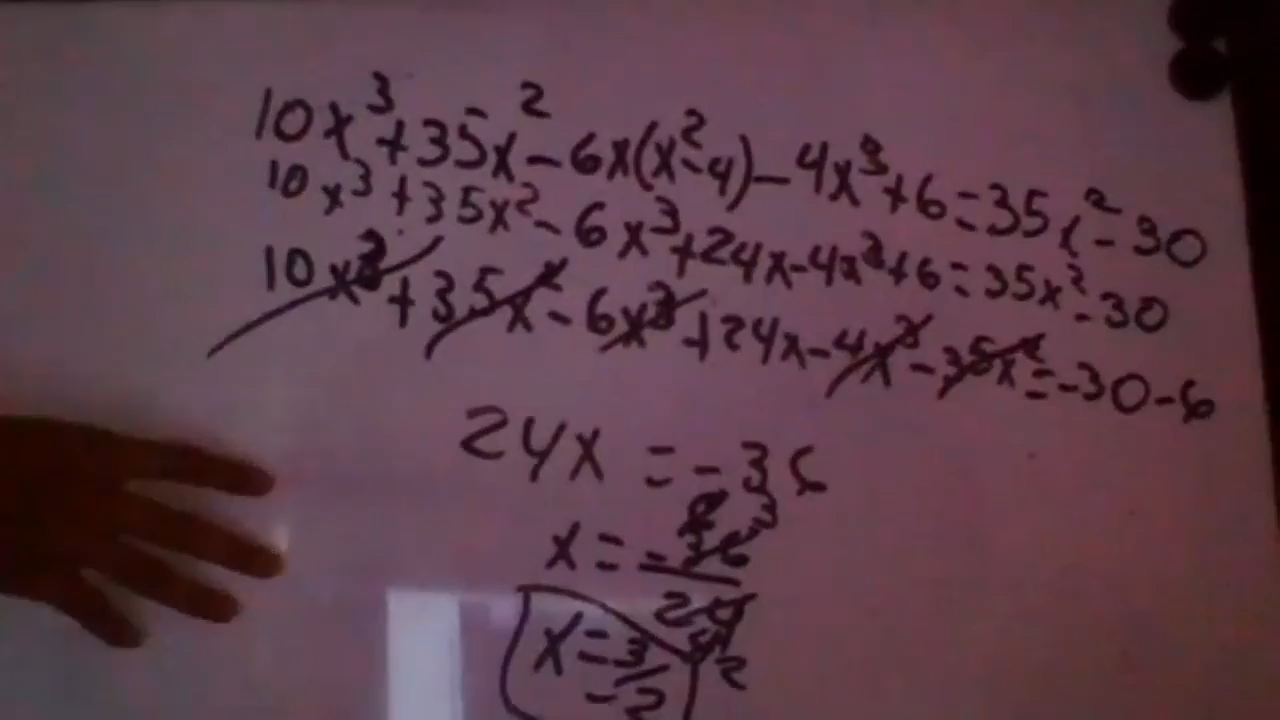 10x³+35x²-6x(x²-4)-4x³+6=35x²-30
10x³+35x²-6x³+24x-4x³+6=35x²-30
10x³+35x²-6x³+24x-4x³-35x²=-30-6
24x=-36
x=-36/24
x=3/-2